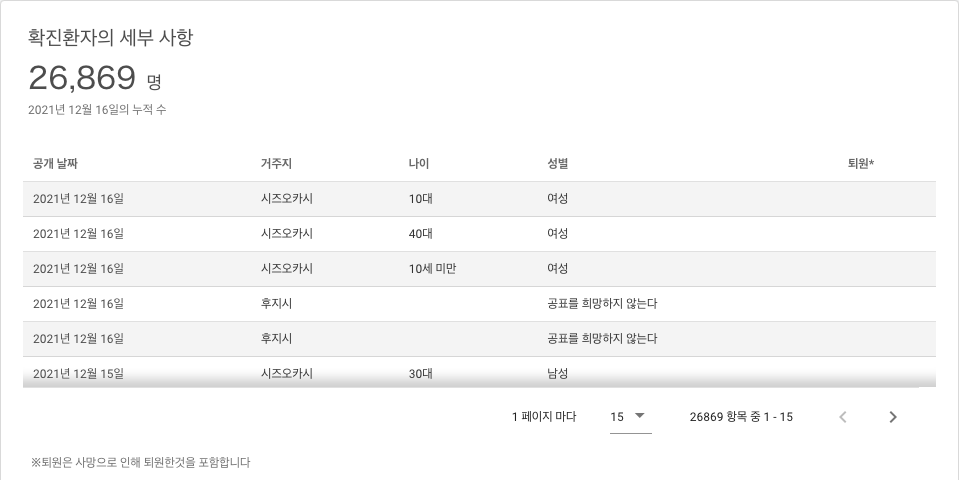 확진환자의 세부 사항
26,869 명
2021년 12월 16일의 누적 수
공개 날짜 거주지 나이 성별 퇴원*
2021년 12월 16일 시즈오카시 10대 여성
2021년 12월 16일 시즈오카시 40대 여성
2021년 12월 16일 시즈오카시 10세 미만 여성
2021년 12월 16일 후지시 공표를 희망하지 않는다
2021년 12월 16일 후지시 공표를 희망하지 않는다
2021년 12월 15일 시즈오카시 30대 남성
1 페이지 마다 15 26869 항목 중 1 - 15
※퇴원은 사망으로 인해 퇴원한것을 포함합니다